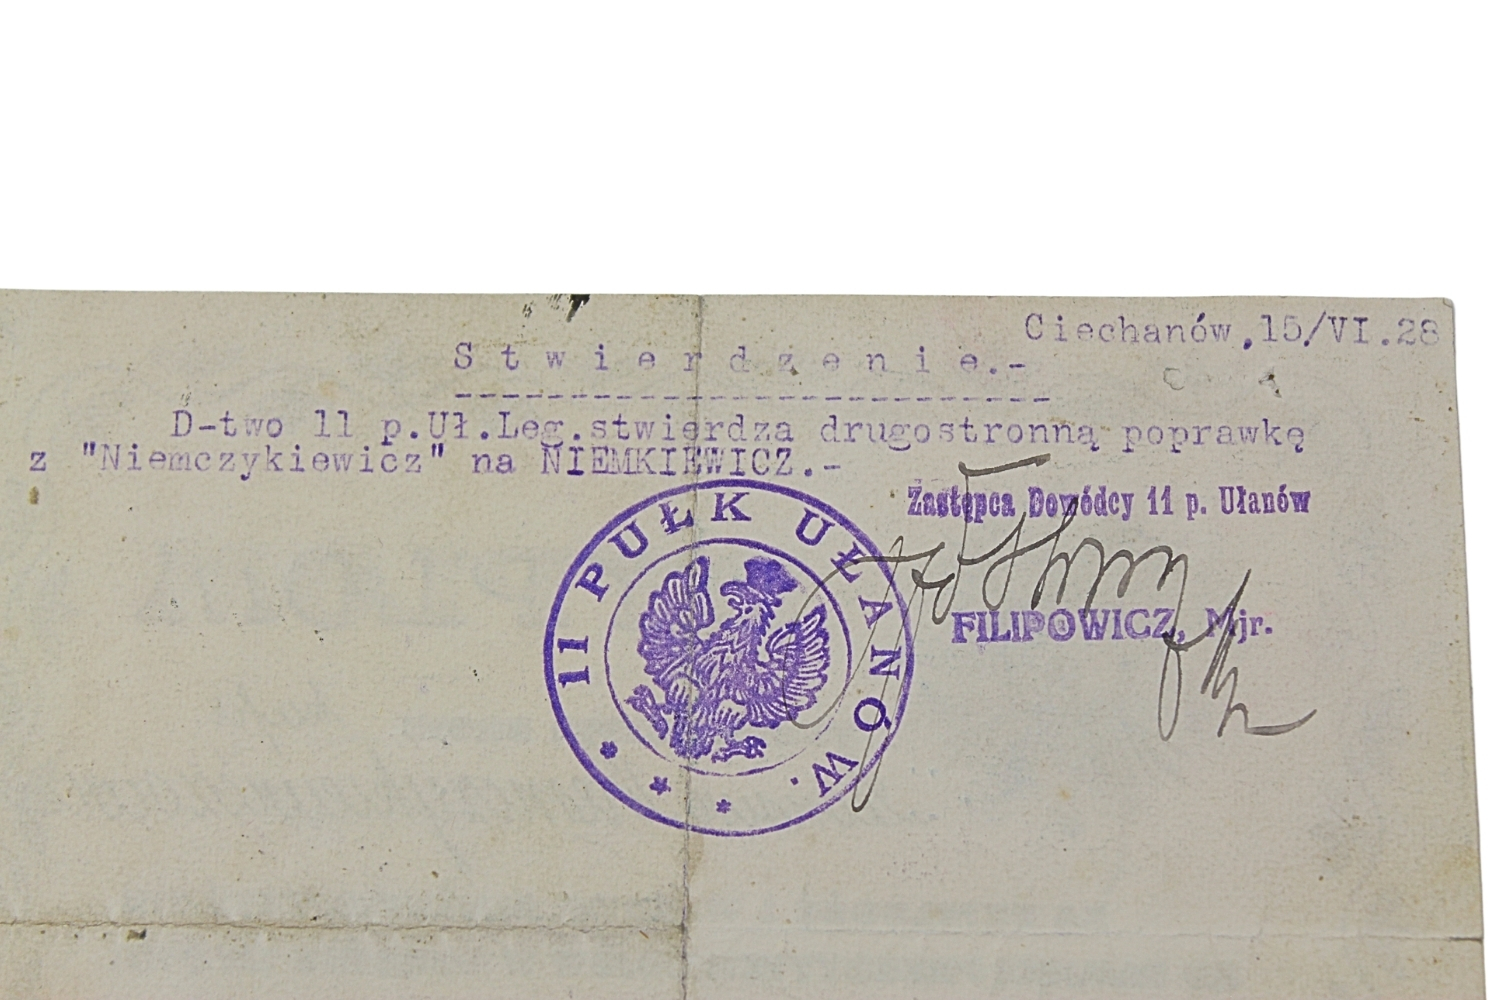 Ciechanów,15/VI.28
Stwierdzenie.-
D-two 11 p.Uł.Leg.stwierdza drugostronną poprawkę
z "Niemczykiewicz" na NIEMKIEWICZ.-
Zastępca Dowódcy 11 p. Ułanów
FILIPOWICZ, Mjr.
11 PUŁK UŁANÓW.